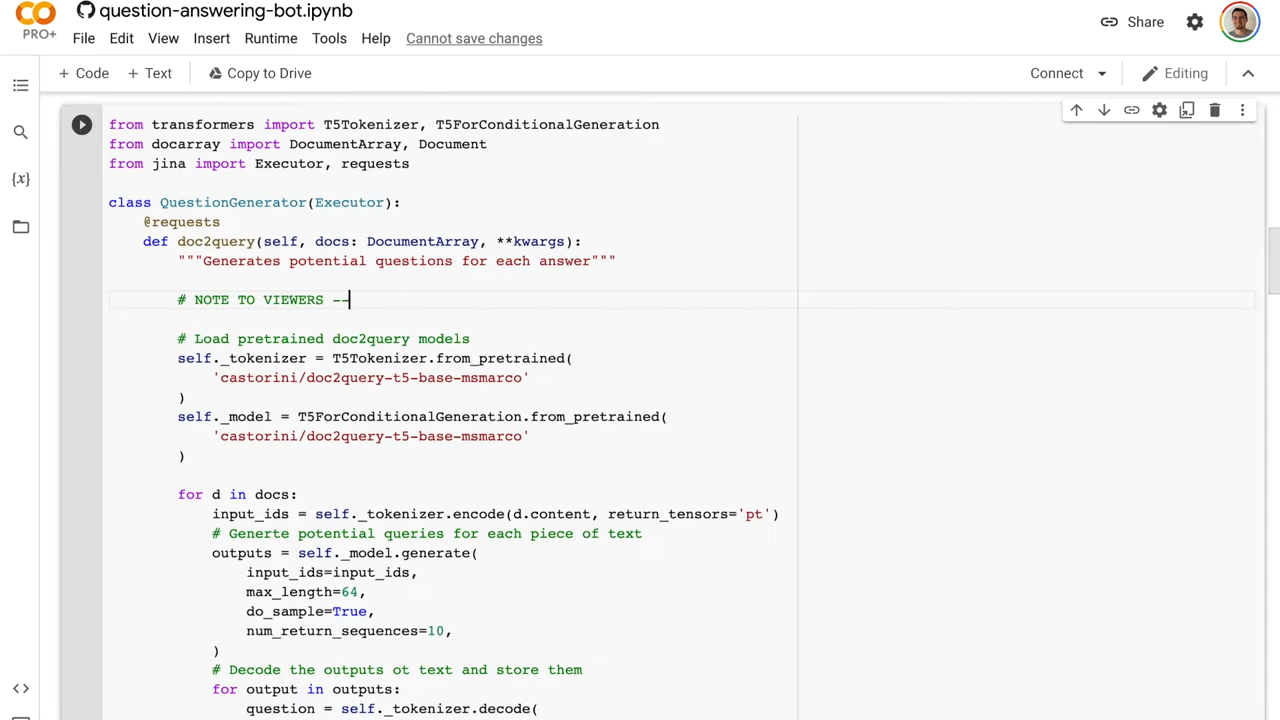 CO
PRO+
question-answering-bot.ipynb
File Edit View Insert Runtime Tools Help Cannot save changes
Share
+ Code + Text Copy to Drive
Connect Editing
{x}
<>
from transformers import T5Tokenizer, T5ForConditionalGeneration
from docarray import DocumentArray, Document
from jina import Executor, requests
class QuestionGenerator(Executor):
@requests
def doc2query(self, docs: DocumentArray, **kwargs):
"""Generates potential questions for each answer"""
# NOTE TO VIEWERS --
# Load pretrained doc2query models
self._tokenizer = T5Tokenizer.from_pretrained(
'castorini/doc2query-t5-base-msmarco'
)
self._model = T5ForConditionalGeneration.from_pretrained(
'castorini/doc2query-t5-base-msmarco'
)
for d in docs:
input_ids = self._tokenizer.encode(d.content, return_tensors='pt')
# Generte potential queries for each piece of text
outputs = self._model.generate(
input_ids=input_ids,
max_length=64,
do_sample=True,
num_return_sequences=10,
)
# Decode the outputs ot text and store them
for output in outputs:
question = self._tokenizer.decode(